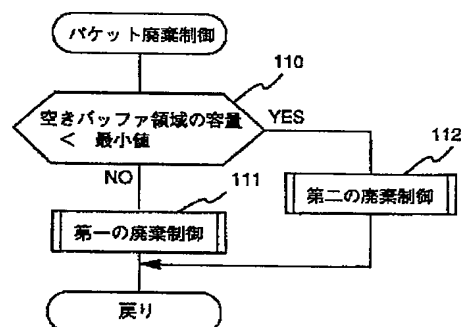 パケット廃棄制御
110
空きバッファ領域の容量
< 最小値
YES
NO
111
112
第一の廃棄制御
第二の廃棄制御
戻り